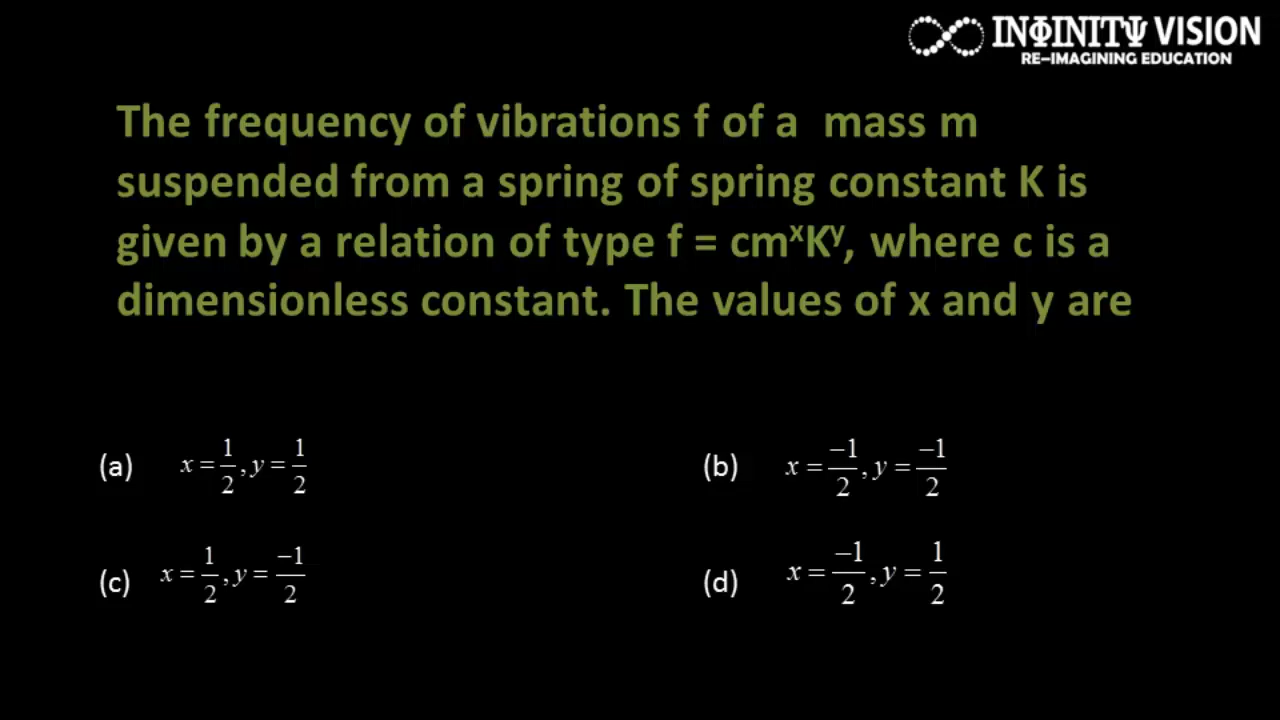 INΦINITΨ VISION
RE-IMAGINING EDUCATION
The frequency of vibrations f of a mass m
suspended from a spring of spring constant K is
given by a relation of type f = cmˣKʸ, where c is a
dimensionless constant. The values of x and y are
(a) x = 1/2, y = 1/2
(b) x = −1/2, y = −1/2
(c) x = 1/2, y = −1/2
(d) x = −1/2, y = 1/2